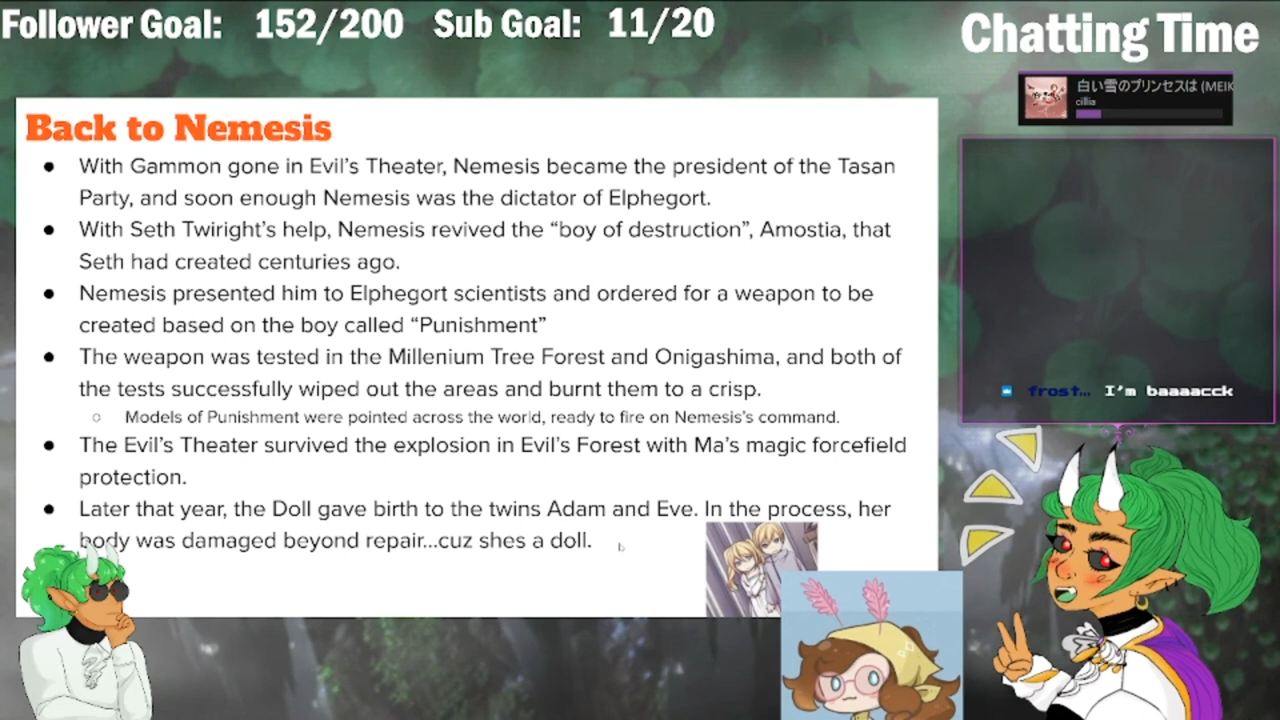 Follower Goal: 152/200 Sub Goal: 11/20
Chatting Time
白い雪のプリンセスは (MEIK
cillia
Back to Nemesis
● With Gammon gone in Evil's Theater, Nemesis became the president of the Tasan
Party, and soon enough Nemesis was the dictator of Elphegort.
● With Seth Twiright's help, Nemesis revived the “boy of destruction”, Amostia, that
Seth had created centuries ago.
● Nemesis presented him to Elphegort scientists and ordered for a weapon to be
created based on the boy called “Punishment”
● The weapon was tested in the Millenium Tree Forest and Onigashima, and both of
the tests successfully wiped out the areas and burnt them to a crisp.
○ Models of Punishment were pointed across the world, ready to fire on Nemesis's command.
● The Evil's Theater survived the explosion in Evil's Forest with Ma's magic forcefield
protection.
● Later that year, the Doll gave birth to the twins Adam and Eve. In the process, her
body was damaged beyond repair...cuz shes a doll.
frost... I'm baaaacck